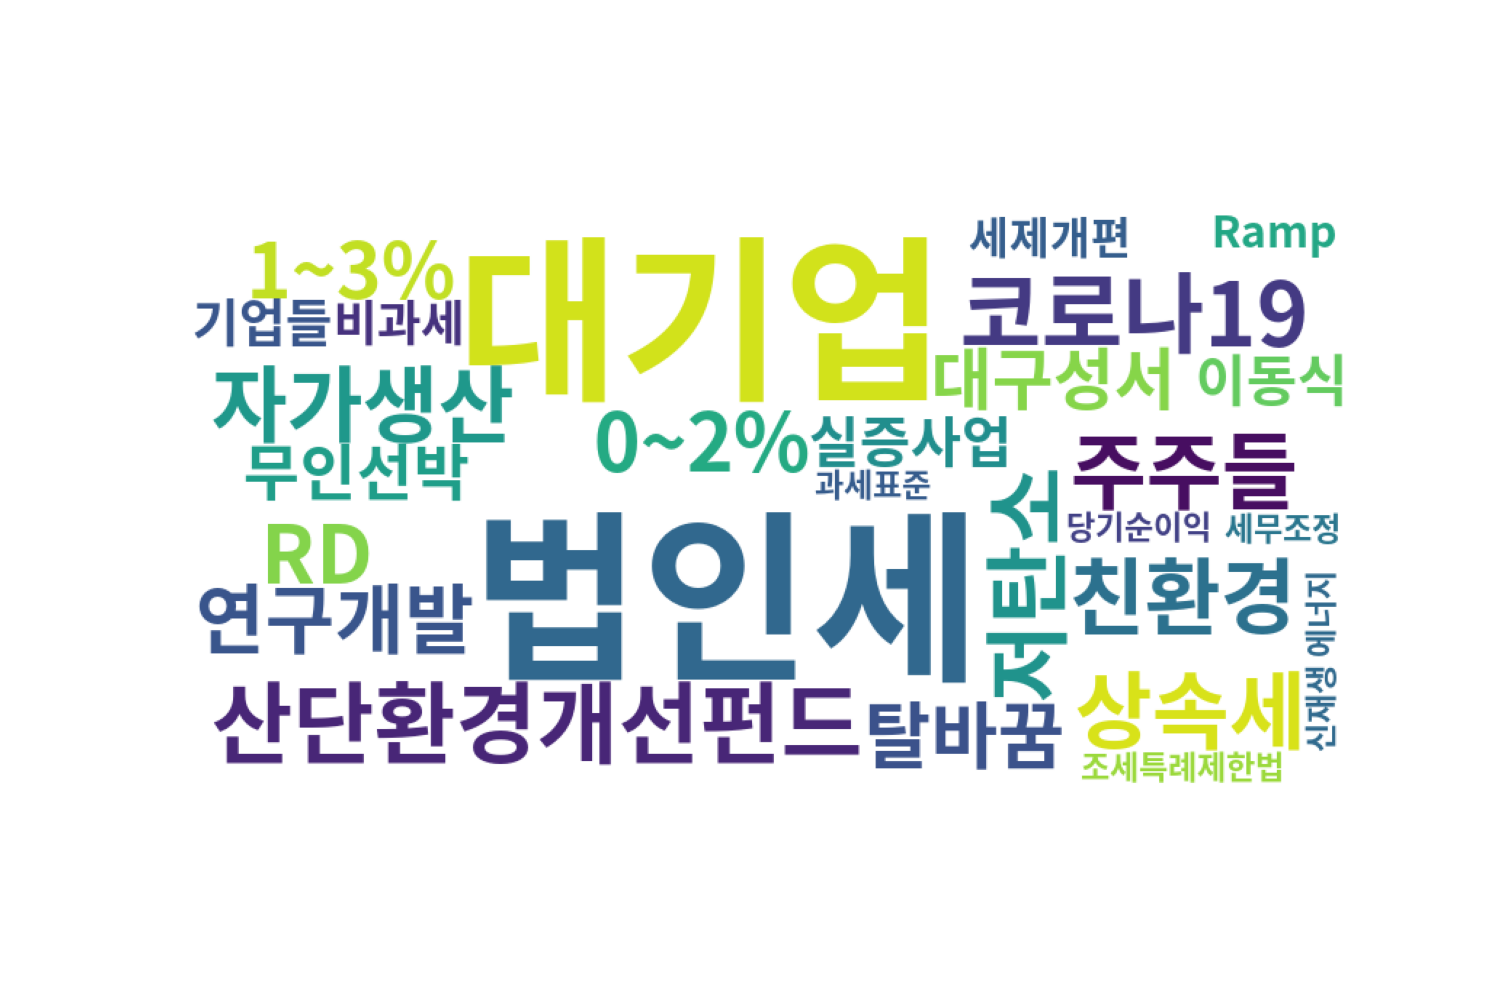 세제개편
Ramp
1~3%
대기업
코로나19
기업들
비과세
대구성서
이동식
자가생산
0~2%
실증사업
주주들
무인선박
과세표준
저탄소
당기순이익
세무조정
RD
법인세
친환경
연구개발
신재생 에너지
산단환경개선펀드
탈바꿈
상속세
조세특례제한법